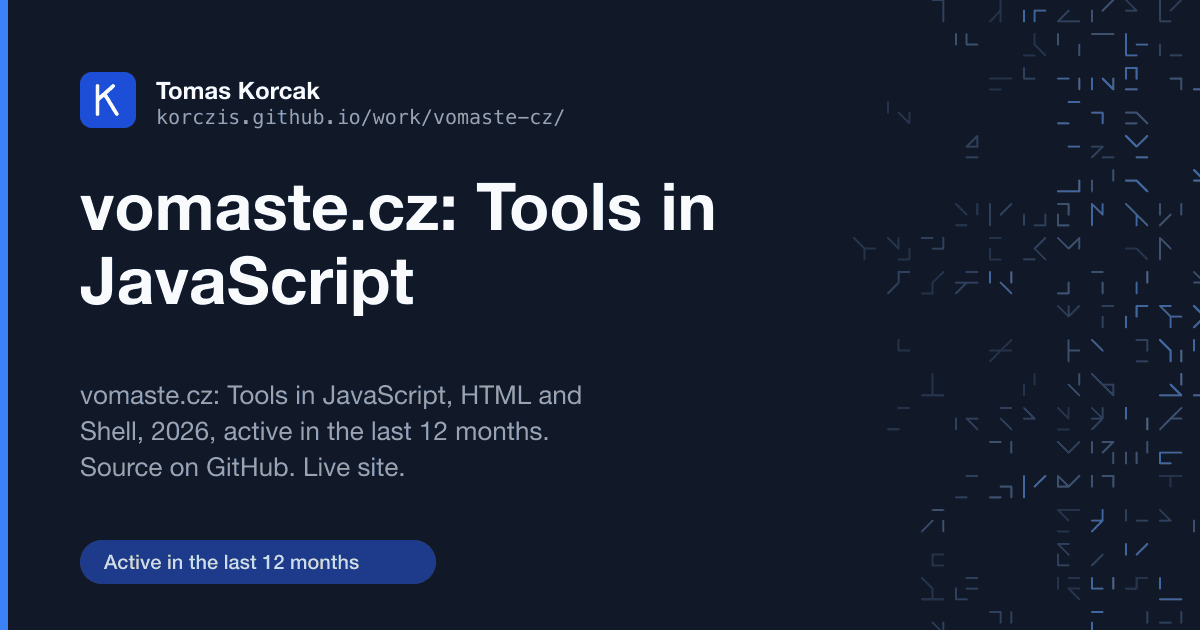 K
Tomas Korcak
korczis.github.io/work/vomaste-cz/
vomaste.cz: Tools in
JavaScript
vomaste.cz: Tools in JavaScript, HTML and
Shell, 2026, active in the last 12 months.
Source on GitHub. Live site.
Active in the last 12 months